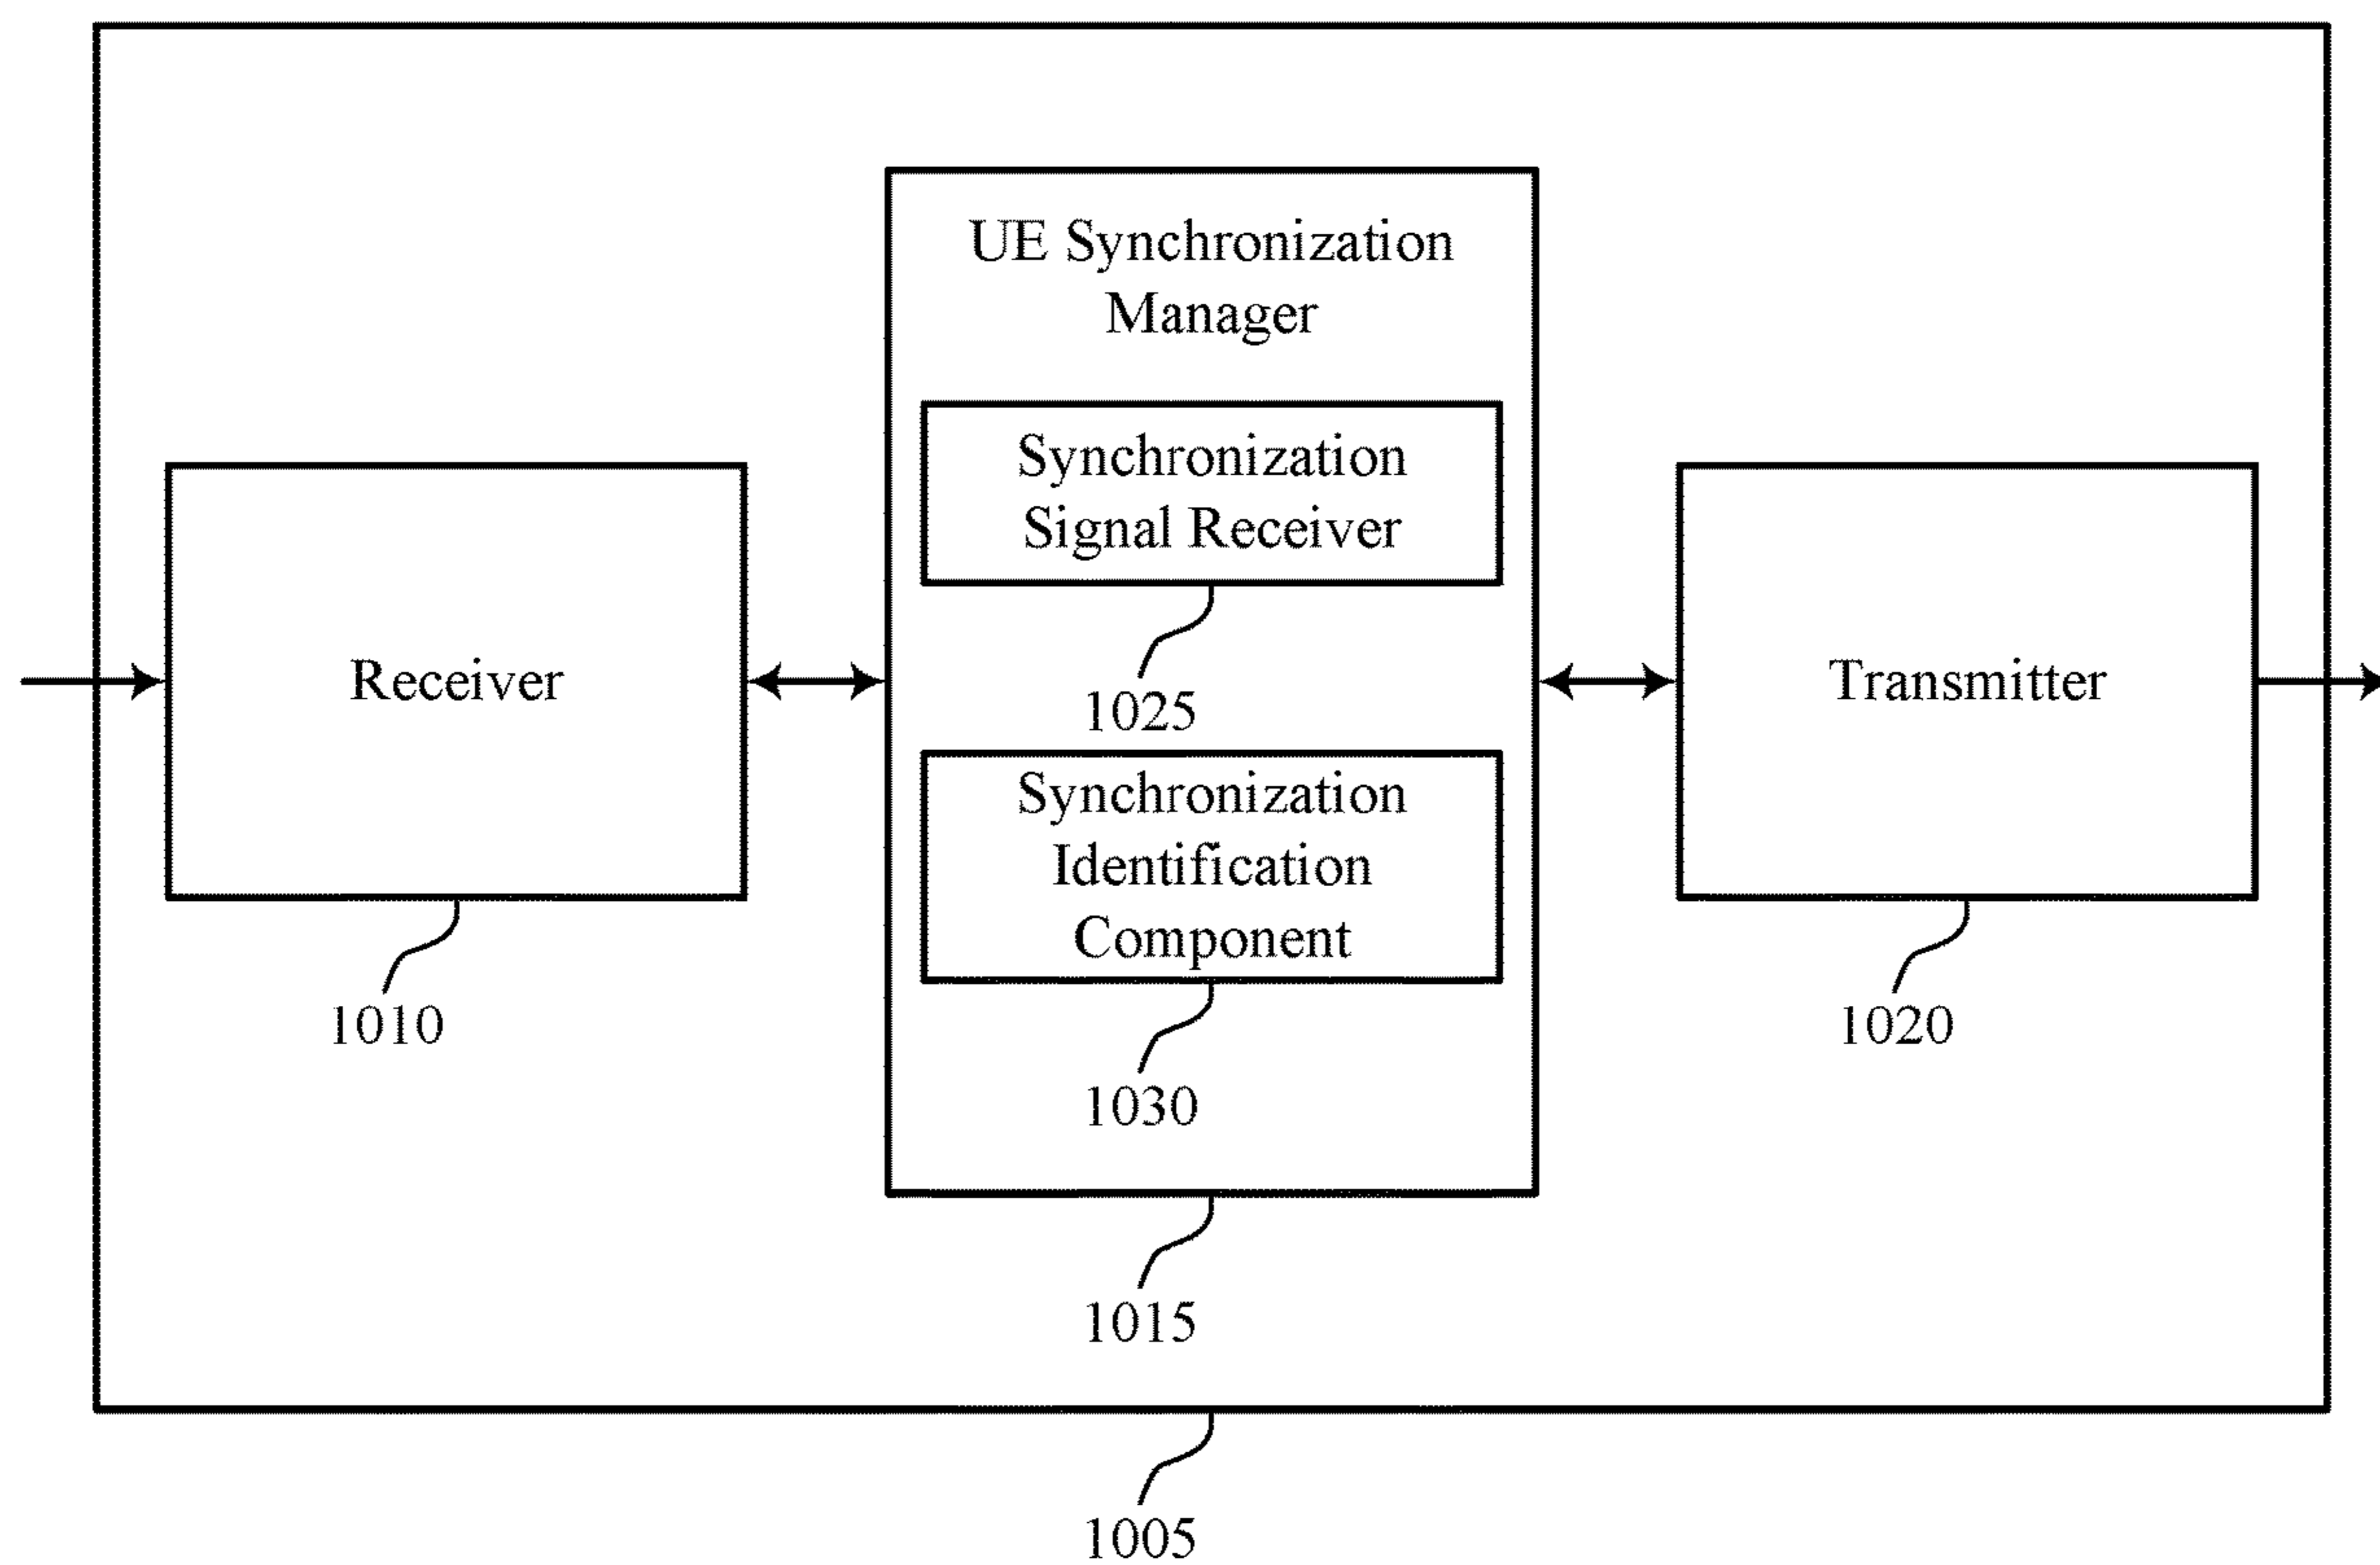 UE Synchronization
Manager
Synchronization
Signal Receiver
1025
Receiver
Transmitter
Synchronization
Identification
Component
1010
1020
1030
1015
1005